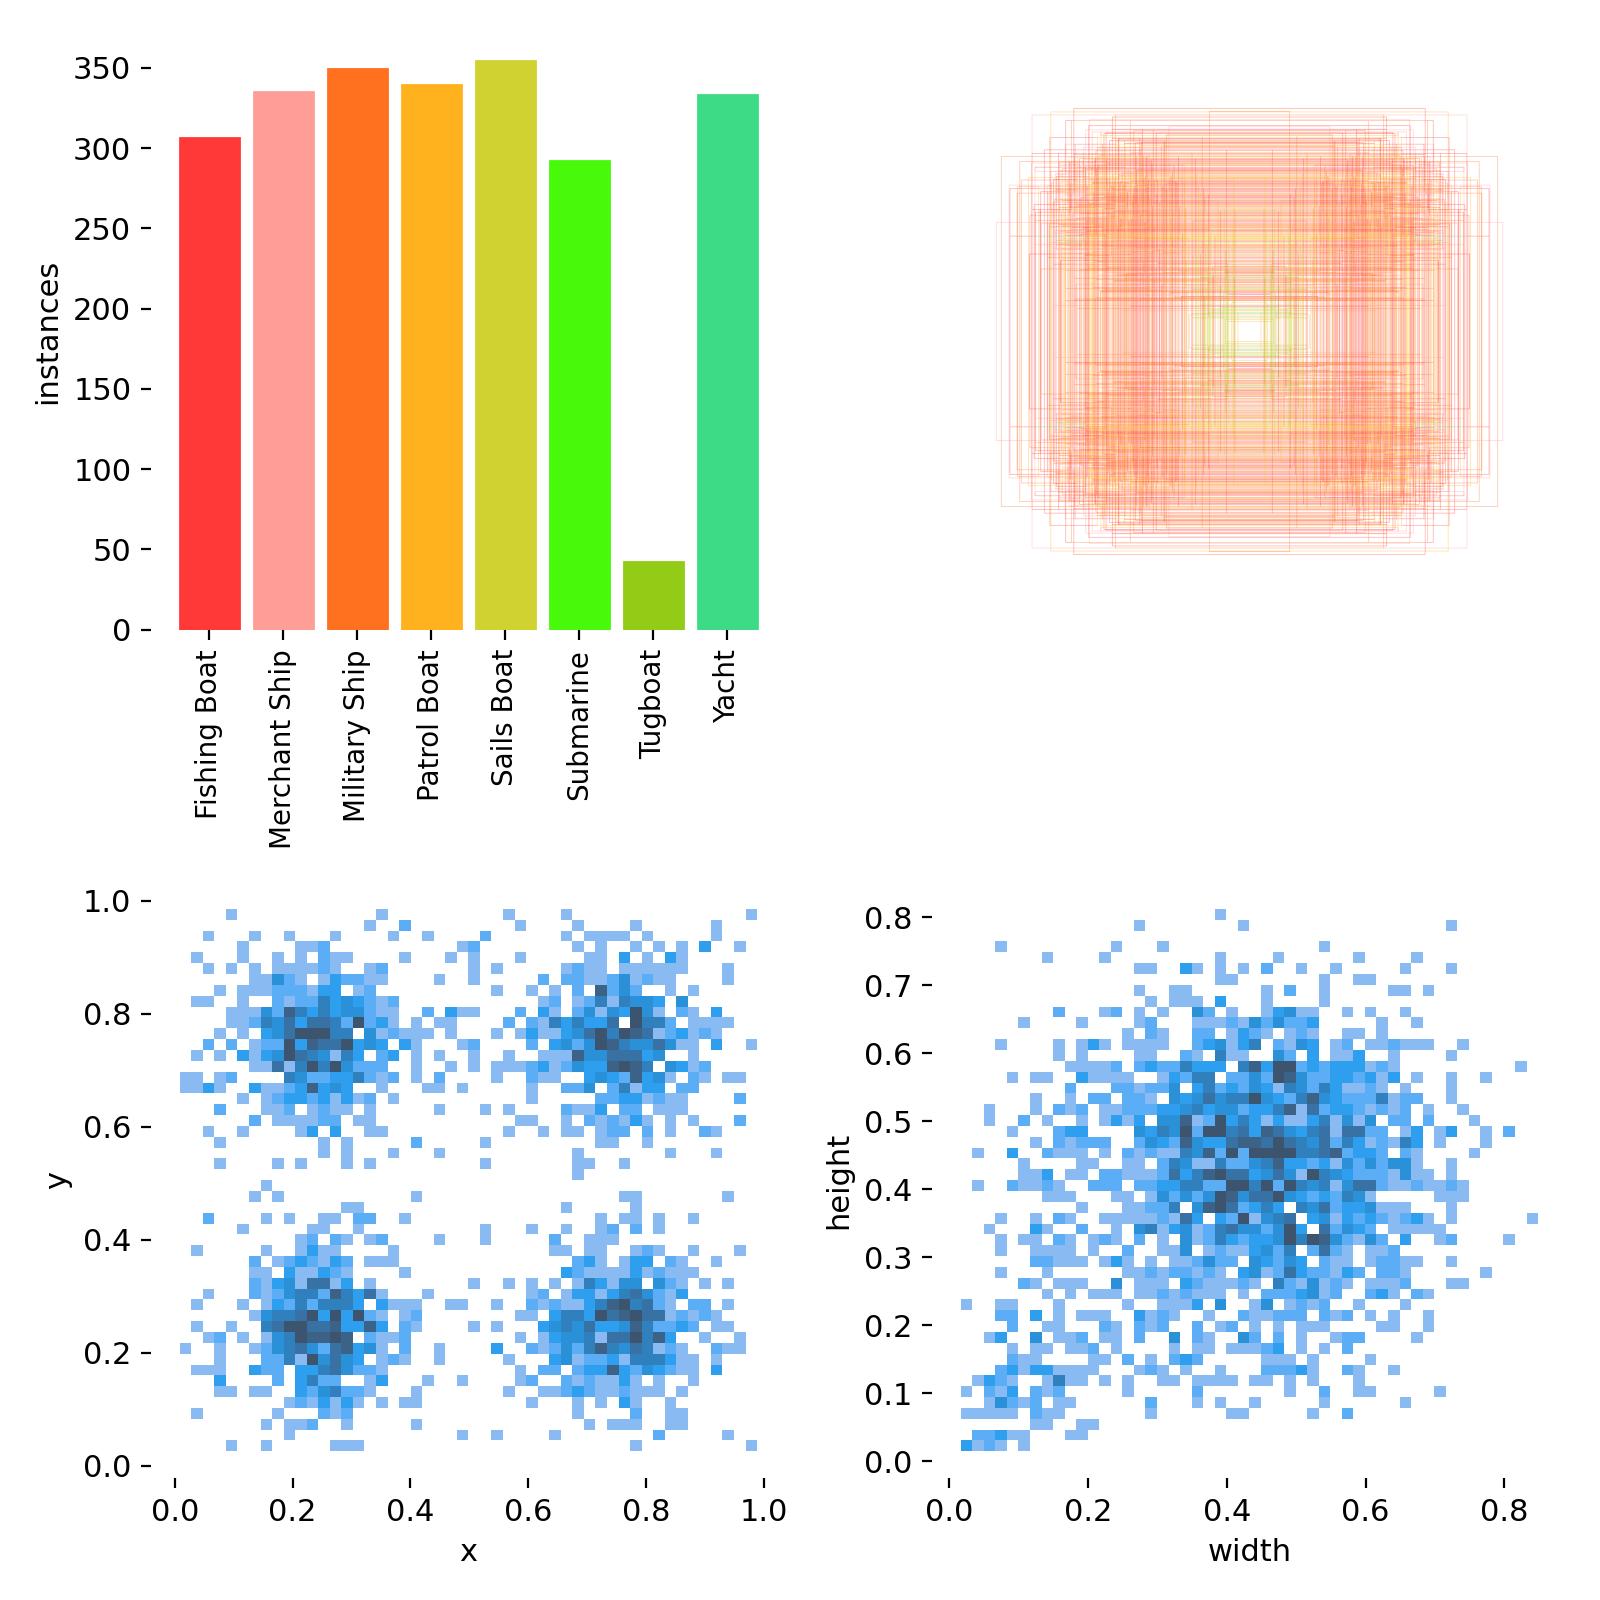 350
300
250
200
150
100
50
0
instances
Fishing Boat
Merchant Ship
Military Ship
Patrol Boat
Sails Boat
Submarine
Tugboat
Yacht
1.0
0.8
0.6
0.4
0.2
0.0
y
0.0 0.2 0.4 0.6 0.8 1.0
x
0.8
0.7
0.6
0.5
0.4
0.3
0.2
0.1
0.0
height
0.0 0.2 0.4 0.6 0.8
width